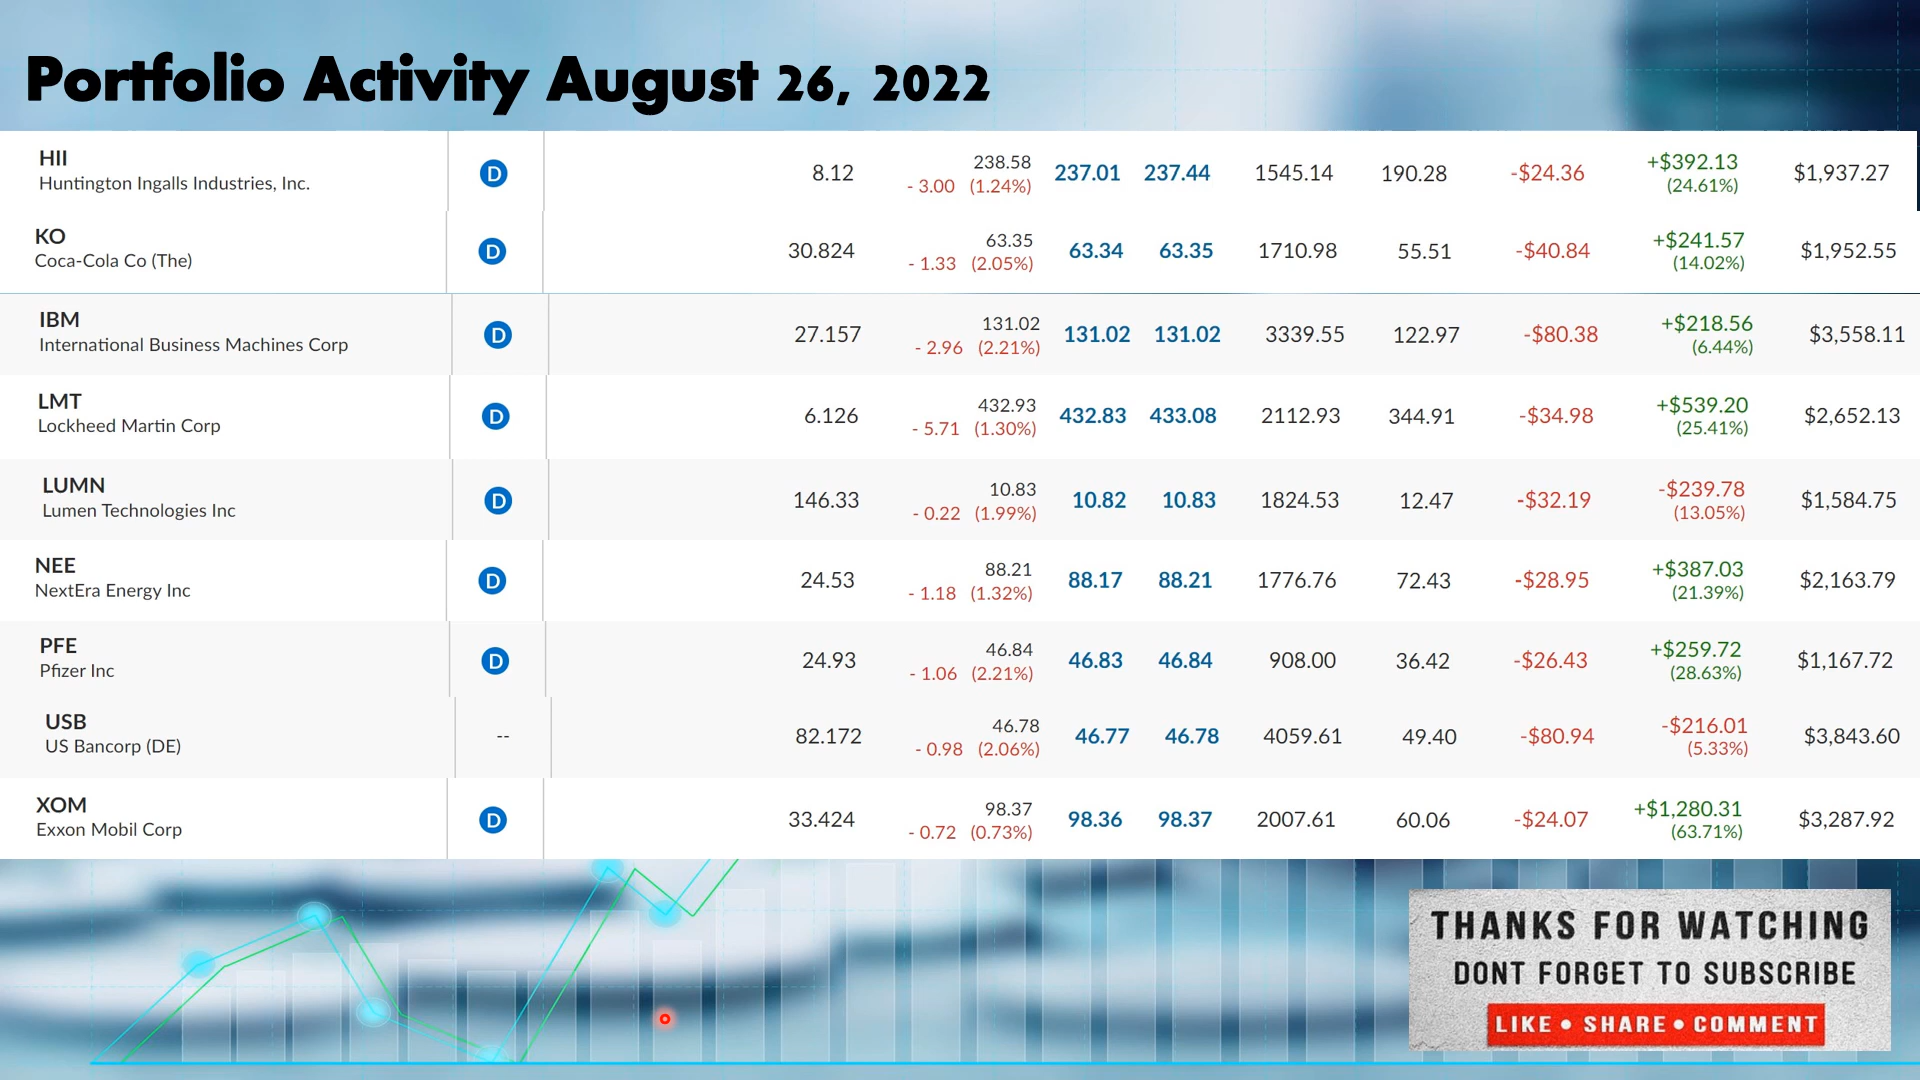 Portfolio Activity August 26, 2022
HII
Huntington Ingalls Industries, Inc.
D 8.12 238.58 - 3.00 (1.24%) 237.01 237.44 1545.14 190.28 -$24.36 +$392.13 (24.61%) $1,937.27
KO
Coca-Cola Co (The)
D 30.824 63.35 - 1.33 (2.05%) 63.34 63.35 1710.98 55.51 -$40.84 +$241.57 (14.02%) $1,952.55
IBM
International Business Machines Corp
D 27.157 131.02 - 2.96 (2.21%) 131.02 131.02 3339.55 122.97 -$80.38 +$218.56 (6.44%) $3,558.11
LMT
Lockheed Martin Corp
D 6.126 432.93 - 5.71 (1.30%) 432.83 433.08 2112.93 344.91 -$34.98 +$539.20 (25.41%) $2,652.13
LUMN
Lumen Technologies Inc
D 146.33 10.83 - 0.22 (1.99%) 10.82 10.83 1824.53 12.47 -$32.19 -$239.78 (13.05%) $1,584.75
NEE
NextEra Energy Inc
D 24.53 88.21 - 1.18 (1.32%) 88.17 88.21 1776.76 72.43 -$28.95 +$387.03 (21.39%) $2,163.79
PFE
Pfizer Inc
D 24.93 46.84 - 1.06 (2.21%) 46.83 46.84 908.00 36.42 -$26.43 +$259.72 (28.63%) $1,167.72
USB
US Bancorp (DE)
-- 82.172 46.78 - 0.98 (2.06%) 46.77 46.78 4059.61 49.40 -$80.94 -$216.01 (5.33%) $3,843.60
XOM
Exxon Mobil Corp
D 33.424 98.37 - 0.72 (0.73%) 98.36 98.37 2007.61 60.06 -$24.07 +$1,280.31 (63.71%) $3,287.92
THANKS FOR WATCHING
DONT FORGET TO SUBSCRIBE
LIKE • SHARE • COMMENT